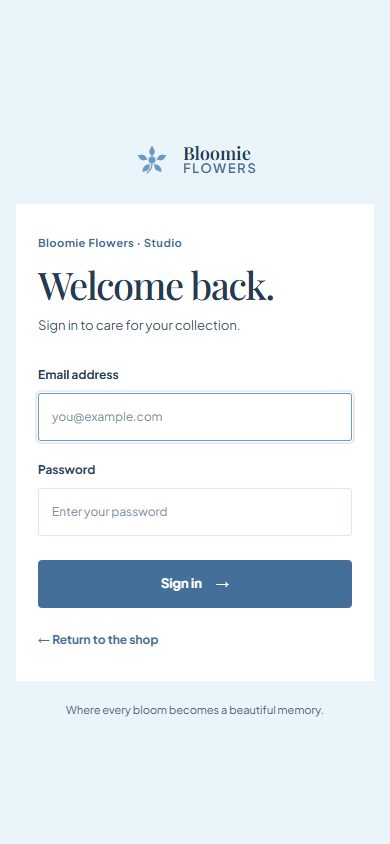 Bloomie
FLOWERS
Bloomie Flowers · Studio
Welcome back.
Sign in to care for your collection.
Email address
you@example.com
Password
Enter your password
Sign in →
← Return to the shop
Where every bloom becomes a beautiful memory.